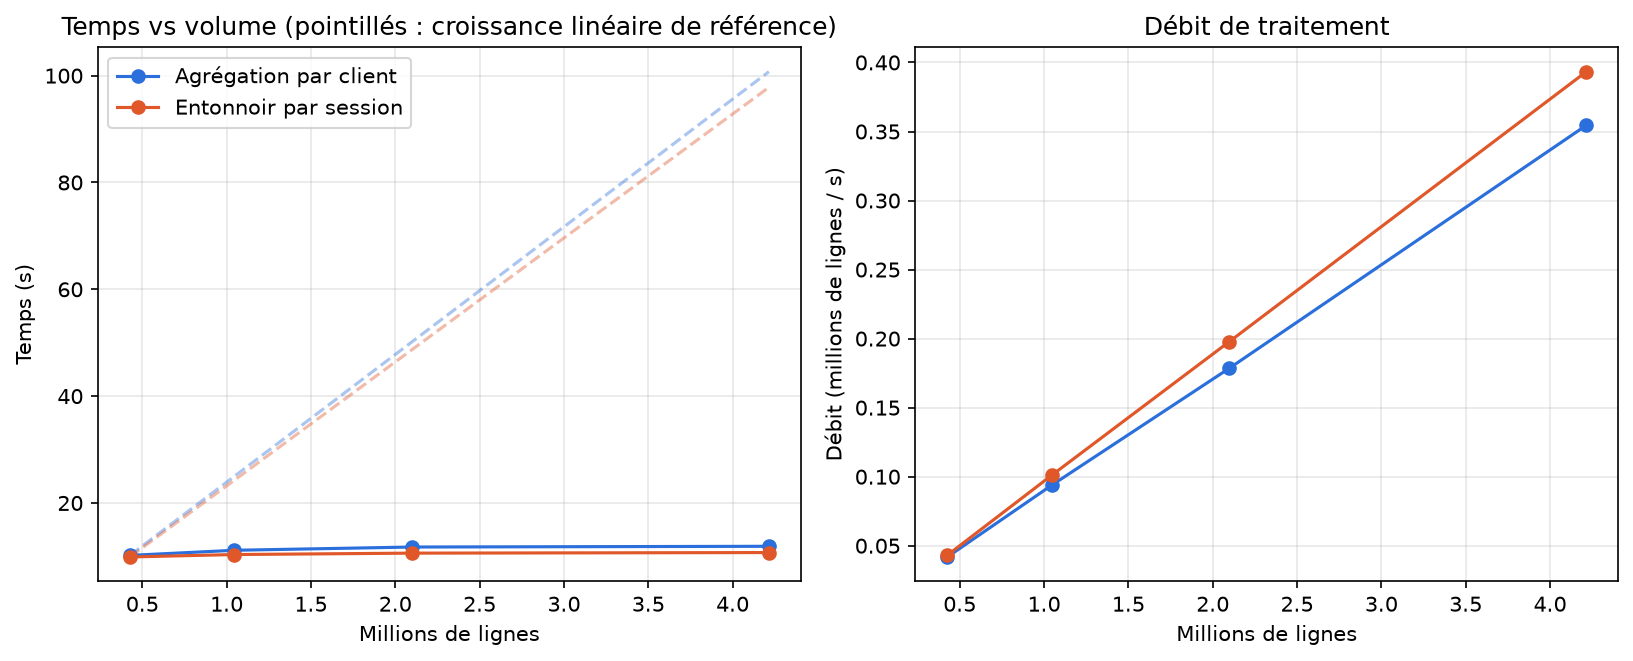 Temps vs volume (pointillés : croissance linéaire de référence)
Agrégation par client
Entonnoir par session
100
80
60
40
20
Temps (s)
0.5 1.0 1.5 2.0 2.5 3.0 3.5 4.0
Millions de lignes
Débit de traitement
0.40
0.35
0.30
0.25
0.20
0.15
0.10
0.05
Débit (millions de lignes / s)
0.5 1.0 1.5 2.0 2.5 3.0 3.5 4.0
Millions de lignes